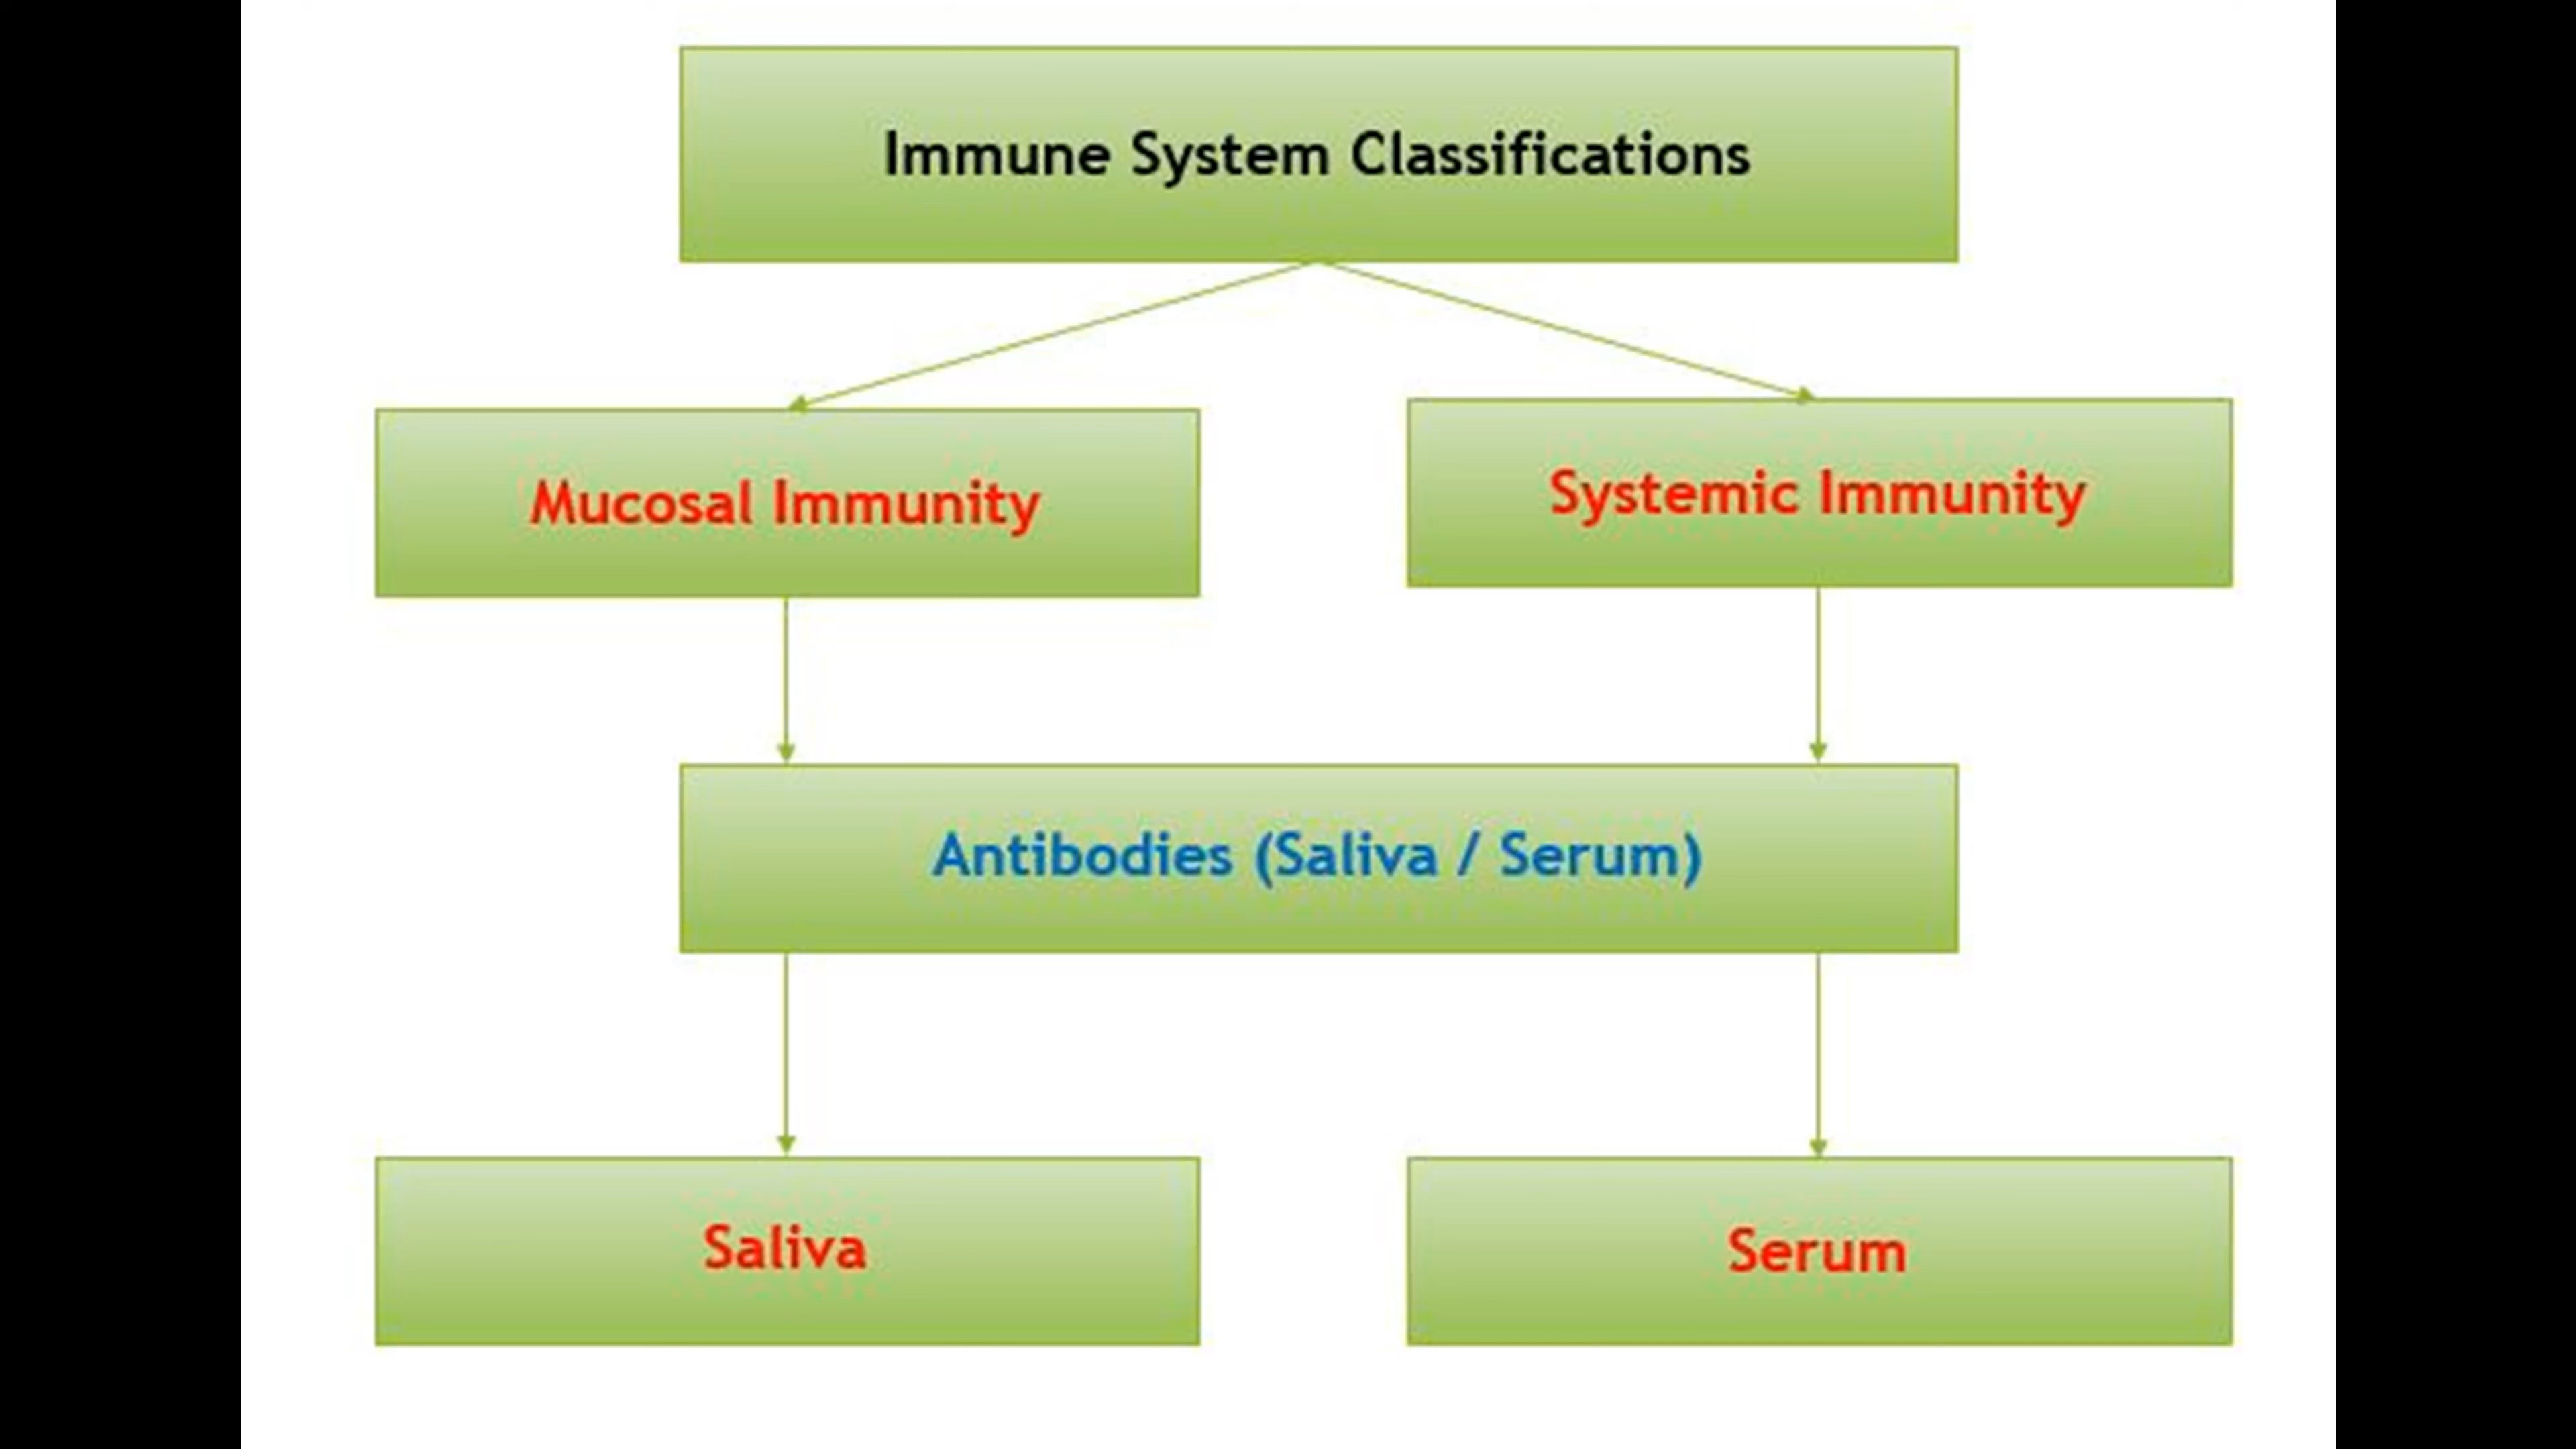 Immune System Classifications
Mucosal Immunity
Systemic Immunity
Antibodies (Saliva / Serum)
Saliva
Serum